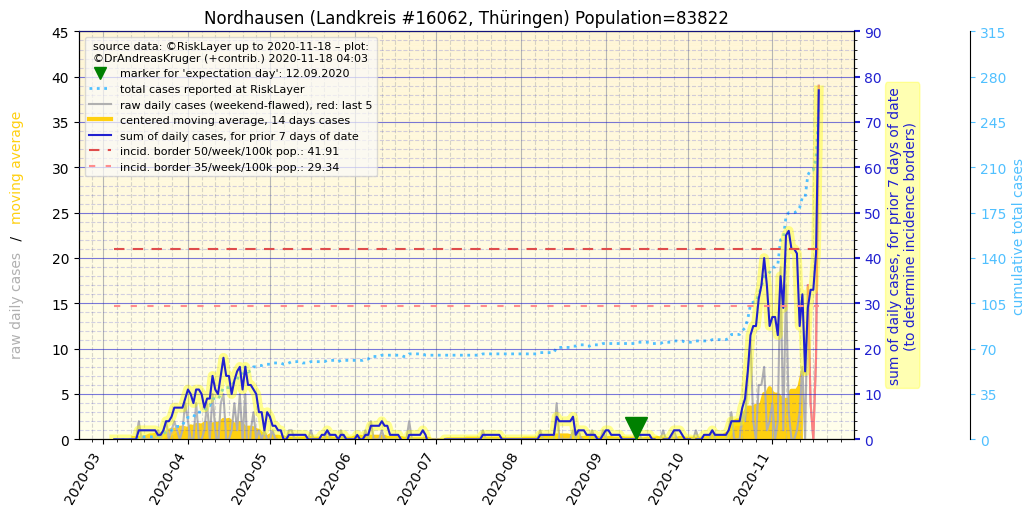 Nordhausen (Landkreis #16062, Thüringen) Population=83822
source data: ©RiskLayer up to 2020-11-18 – plot:
©DrAndreasKruger (+contrib.) 2020-11-18 04:03
marker for 'expectation day': 12.09.2020
total cases reported at RiskLayer
raw daily cases (weekend-flawed), red: last 5
centered moving average, 14 days cases
sum of daily cases, for prior 7 days of date
incid. border 50/week/100k pop.: 41.91
incid. border 35/week/100k pop.: 29.34
raw daily cases / moving average
45
40
35
30
25
20
15
10
5
0
90
80
70
60
50
40
30
20
10
0
sum of daily cases, for prior 7 days of date
(to determine incidence borders)
315
280
245
210
175
140
105
70
35
0
cumulative total cases
2020-03
2020-04
2020-05
2020-06
2020-07
2020-08
2020-09
2020-10
2020-11